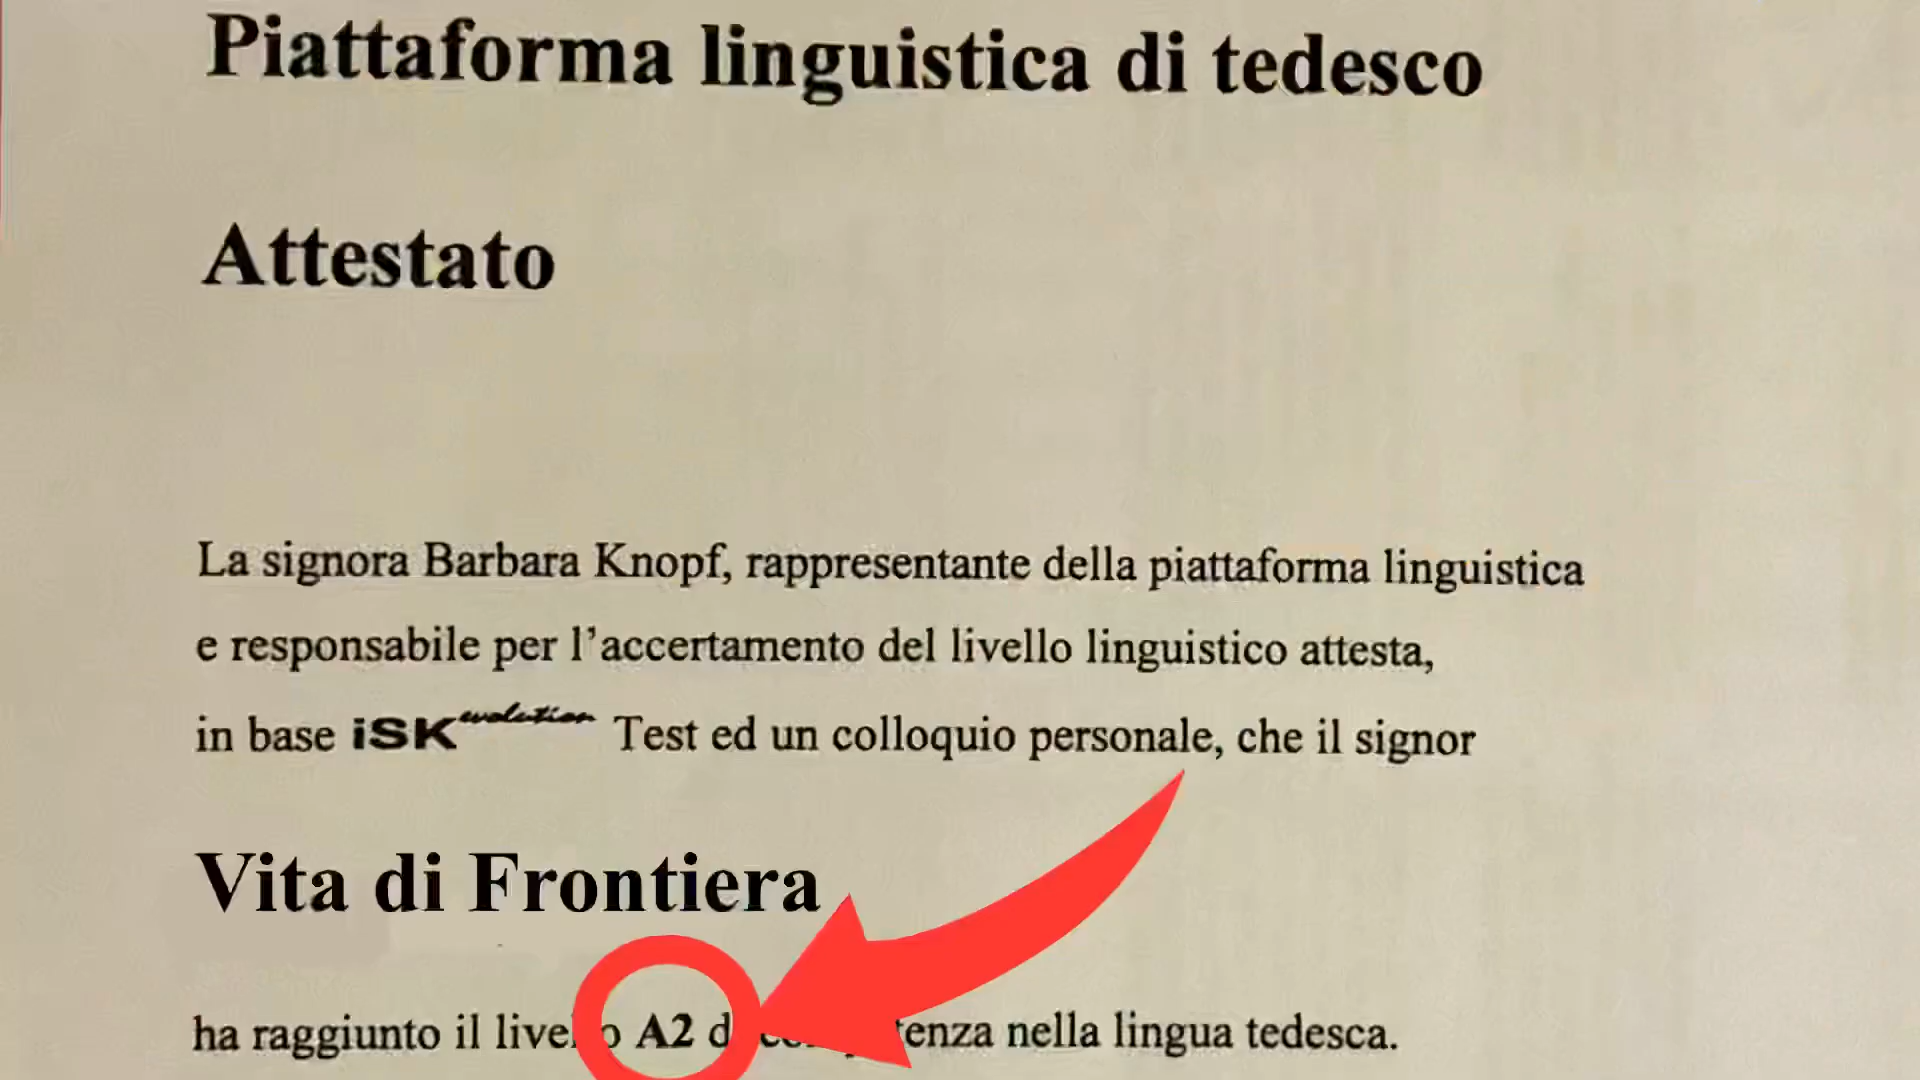 Piattaforma linguistica di tedesco
Attestato
La signora Barbara Knopf, rappresentante della piattaforma linguistica
e responsabile per l’accertamento del livello linguistico attesta,
in base iSK evolution Test ed un colloquio personale, che il signor
Vita di Frontiera
ha raggiunto il livello A2 nella lingua tedesca.